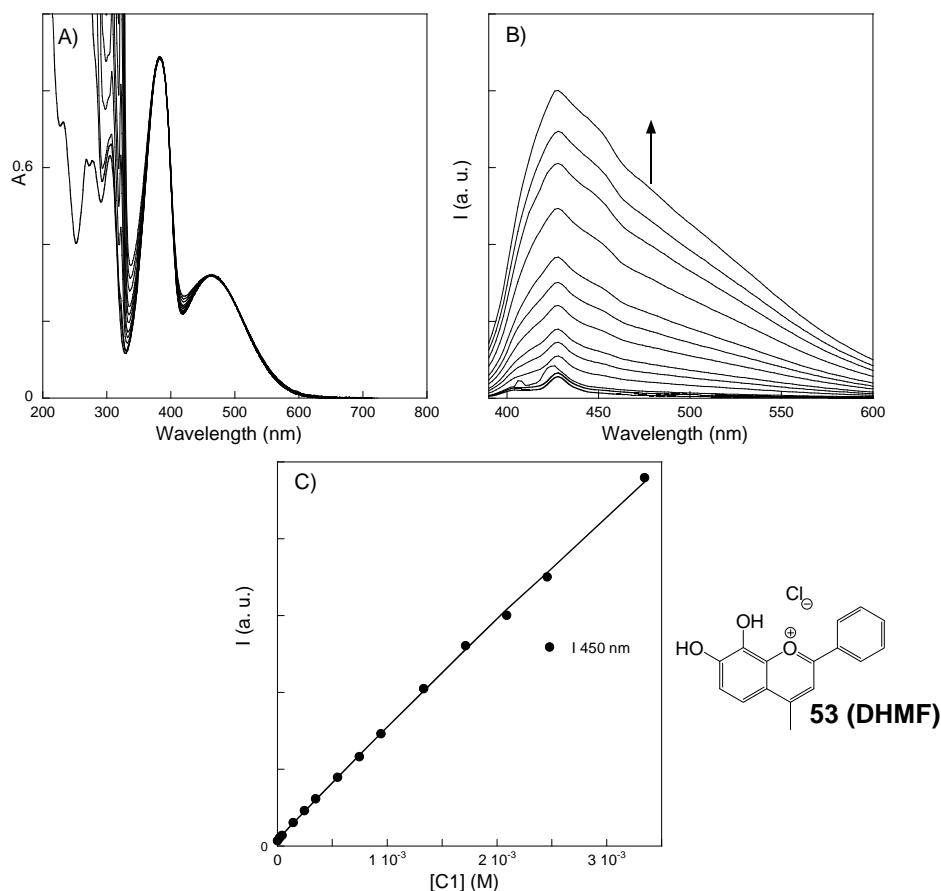 A)
A.
0.6
0
200
300
400
500
600
700
800
Wavelength (nm)
B)
I (a. u.)
400
450
500
550
600
Wavelength (nm)
C)
I (a. u.)
I 450 nm
0
0
1 10-3
2 10-3
3 10-3
[C1] (M)
Cl
−
OH
HO
O
+
53 (DHMF)